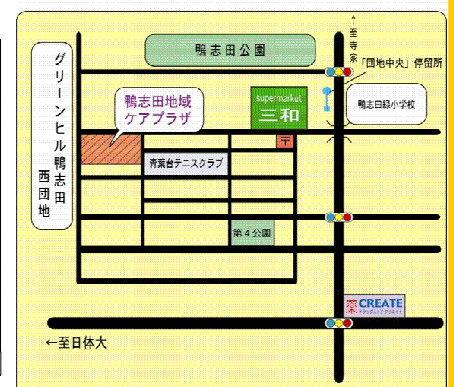 ↑至寺家
鴨志田公園
「団地中央」停留所
グリーンヒル鴨志田
西団地
鴨志田地域
ケアプラザ
supermarket
三和
鴨志田緑小学校
〒
青葉台テニスクラブ
第4公園
薬 CREATE
←至日体大